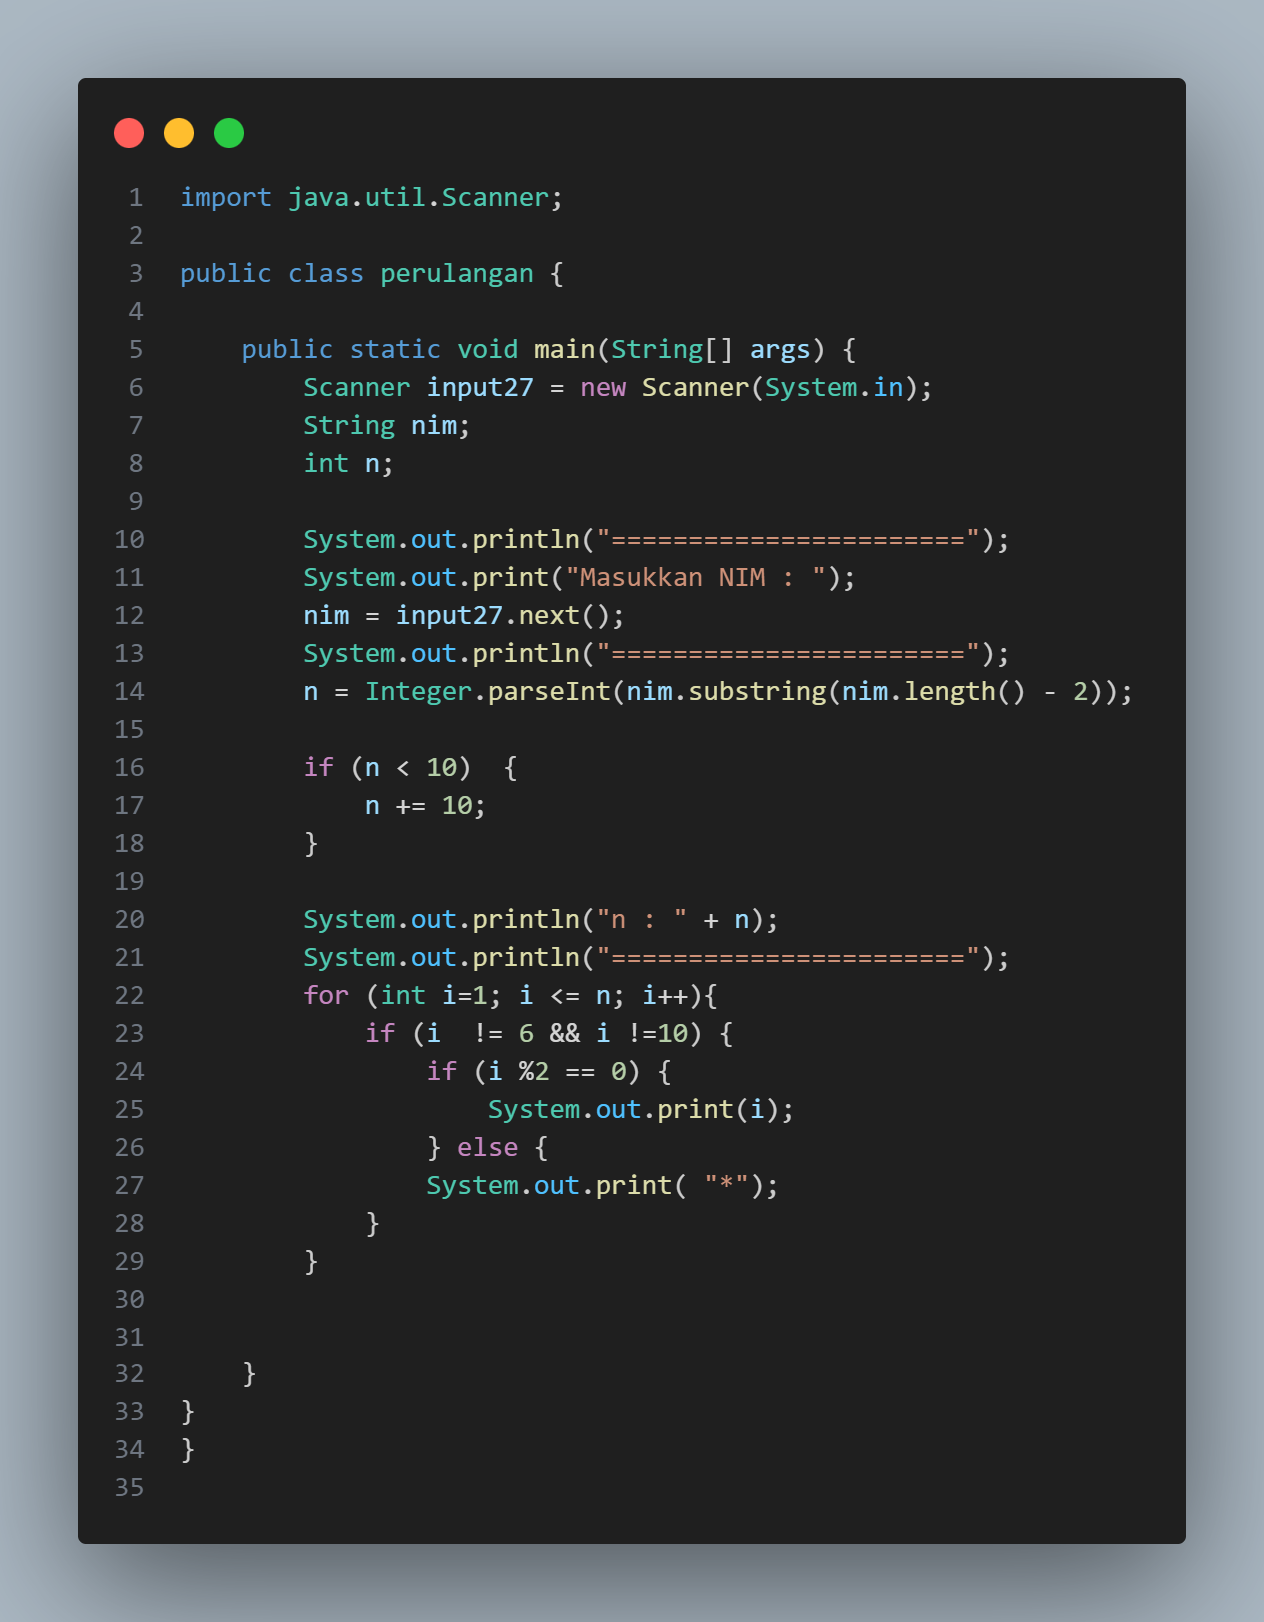 1 import java.util.Scanner;
2
3 public class perulangan {
4
5     public static void main(String[] args) {
6         Scanner input27 = new Scanner(System.in);
7         String nim;
8         int n;
9
10         System.out.println("=======================");
11         System.out.print("Masukkan NIM : ");
12         nim = input27.next();
13         System.out.println("=======================");
14         n = Integer.parseInt(nim.substring(nim.length() - 2));
15
16         if (n < 10)  {
17             n += 10;
18         }
19
20         System.out.println("n : " + n);
21         System.out.println("=======================");
22         for (int i=1; i <= n; i++){
23             if (i  != 6 && i !=10) {
24                 if (i %2 == 0) {
25                     System.out.print(i);
26                 } else {
27                 System.out.print( "*");
28             }
29         }
30
31
32     }
33 }
34 }
35